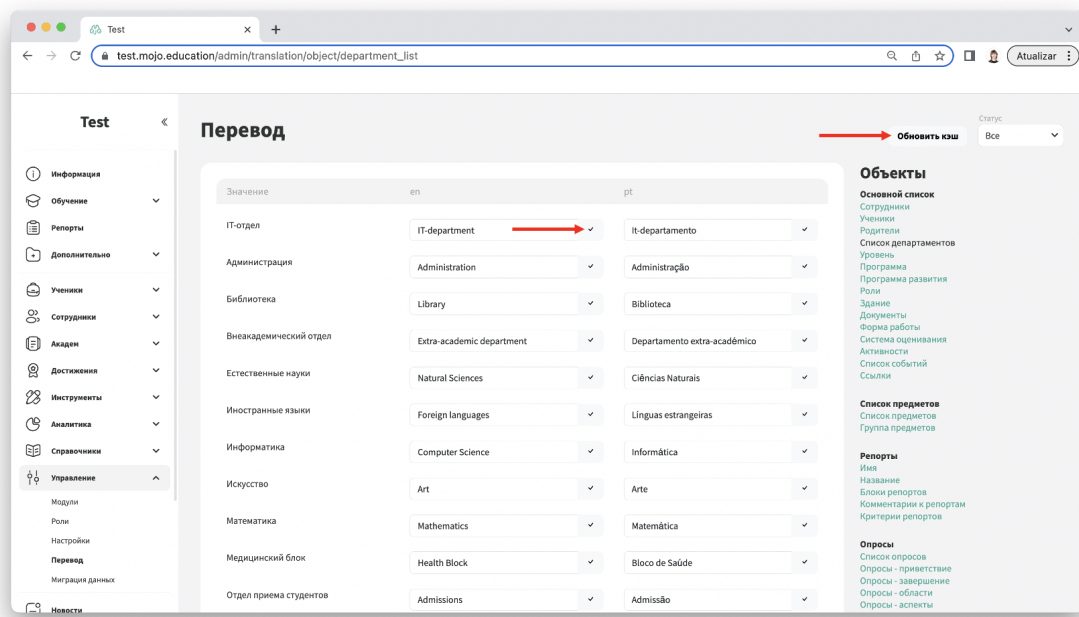 Test
test.mojo.education/admin/translation/object/department_list
Atualizar
Test
Информация
Обучение
Репорты
Дополнительно
Ученики
Сотрудники
Академ
Достижения
Инструменты
Аналитика
Справочники
Управление
Модули
Роли
Настройки
Перевод
Миграция данных
Новости
Перевод
Обновить кэш
Статус
Все
Значение en pt
IT-отдел IT-department It-departamento
Администрация Administration Administração
Библиотека Library Biblioteca
Внеакадемический отдел Extra-academic department Departamento extra-acadêmico
Естественные науки Natural Sciences Ciências Naturais
Иностранные языки Foreign languages Línguas estrangeiras
Информатика Computer Science Informática
Искусство Art Arte
Математика Mathematics Matemática
Медицинский блок Health Block Bloco de Saúde
Отдел приема студентов Admissions Admissão
Объекты
Основной список
Сотрудники
Ученики
Родители
Список департаментов
Уровень
Программа
Программа развития
Роли
Здание
Документы
Форма работы
Система оценивания
Активности
Список событий
Ссылки
Список предметов
Список предметов
Группа предметов
Репорты
Имя
Название
Блоки репортов
Комментарии к репортам
Критерии репортов
Опросы
Список опросов
Опросы - приветствие
Опросы - завершение
Опросы - области
Опросы - аспекты